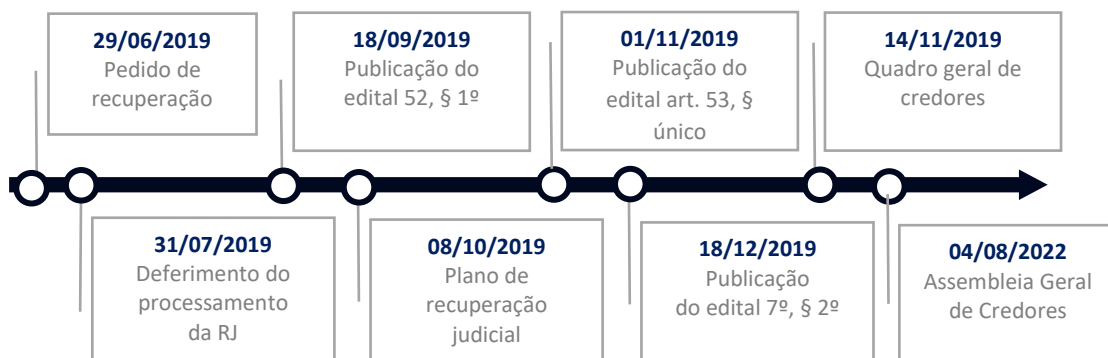 29/06/2019
Pedido de
recuperação
18/09/2019
Publicação do
edital 52, § 1º
01/11/2019
Publicação do
edital art. 53, §
único
14/11/2019
Quadro geral de
credores
31/07/2019
Deferimento do
processamento
da RJ
08/10/2019
Plano de
recuperação
judicial
18/12/2019
Publicação
do edital 7º, § 2º
04/08/2022
Assembleia Geral
de Credores